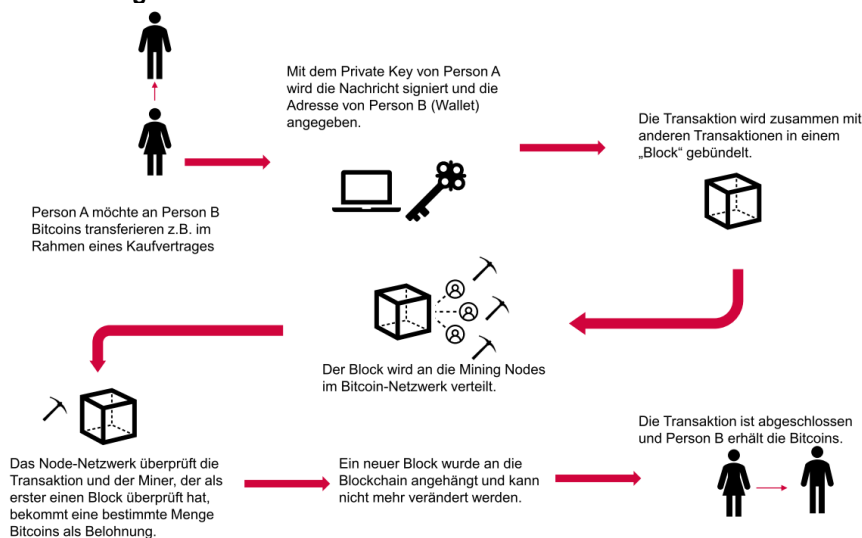 Mit dem Private Key von Person A
wird die Nachricht signiert und die
Adresse von Person B (Wallet)
angegeben.
Die Transaktion wird zusammen mit
anderen Transaktionen in einem
„Block“ gebündelt.
Person A möchte an Person B
Bitcoins transferieren z.B. im
Rahmen eines Kaufvertrages
Der Block wird an die Mining Nodes
im Bitcoin-Netzwerk verteilt.
Das Node-Netzwerk überprüft die
Transaktion und der Miner, der als
erster einen Block überprüft hat,
bekommt eine bestimmte Menge
Bitcoins als Belohnung.
Ein neuer Block wurde an die
Blockchain angehängt und kann
nicht mehr verändert werden.
Die Transaktion ist abgeschlossen
und Person B erhält die Bitcoins.